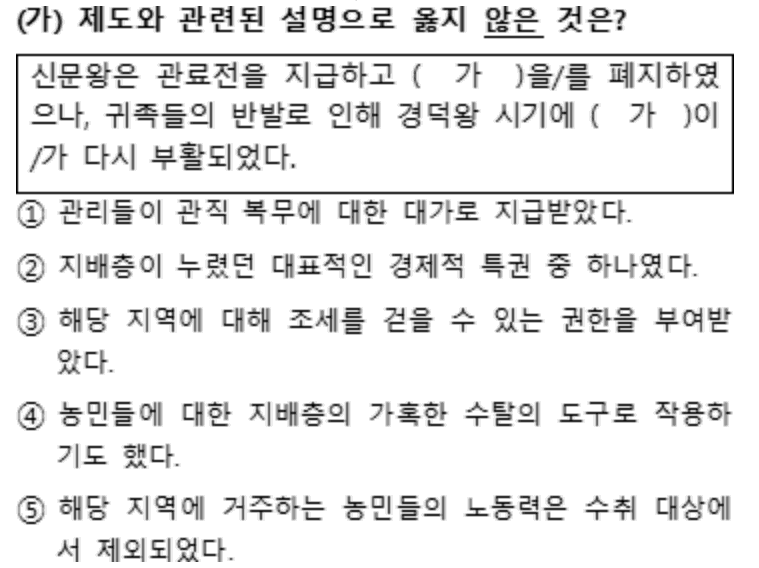 (가) 제도와 관련된 설명으로 옳지 않은 것은?
신문왕은 관료전을 지급하고 ( 가 )을/를 폐지하였
으나, 귀족들의 반발로 인해 경덕왕 시기에 ( 가 )이
/가 다시 부활되었다.
① 관리들이 관직 복무에 대한 대가로 지급받았다.
② 지배층이 누렸던 대표적인 경제적 특권 중 하나였다.
③ 해당 지역에 대해 조세를 걷을 수 있는 권한을 부여받
았다.
④ 농민들에 대한 지배층의 가혹한 수탈의 도구로 작용하
기도 했다.
⑤ 해당 지역에 거주하는 농민들의 노동력은 수취 대상에
서 제외되었다.